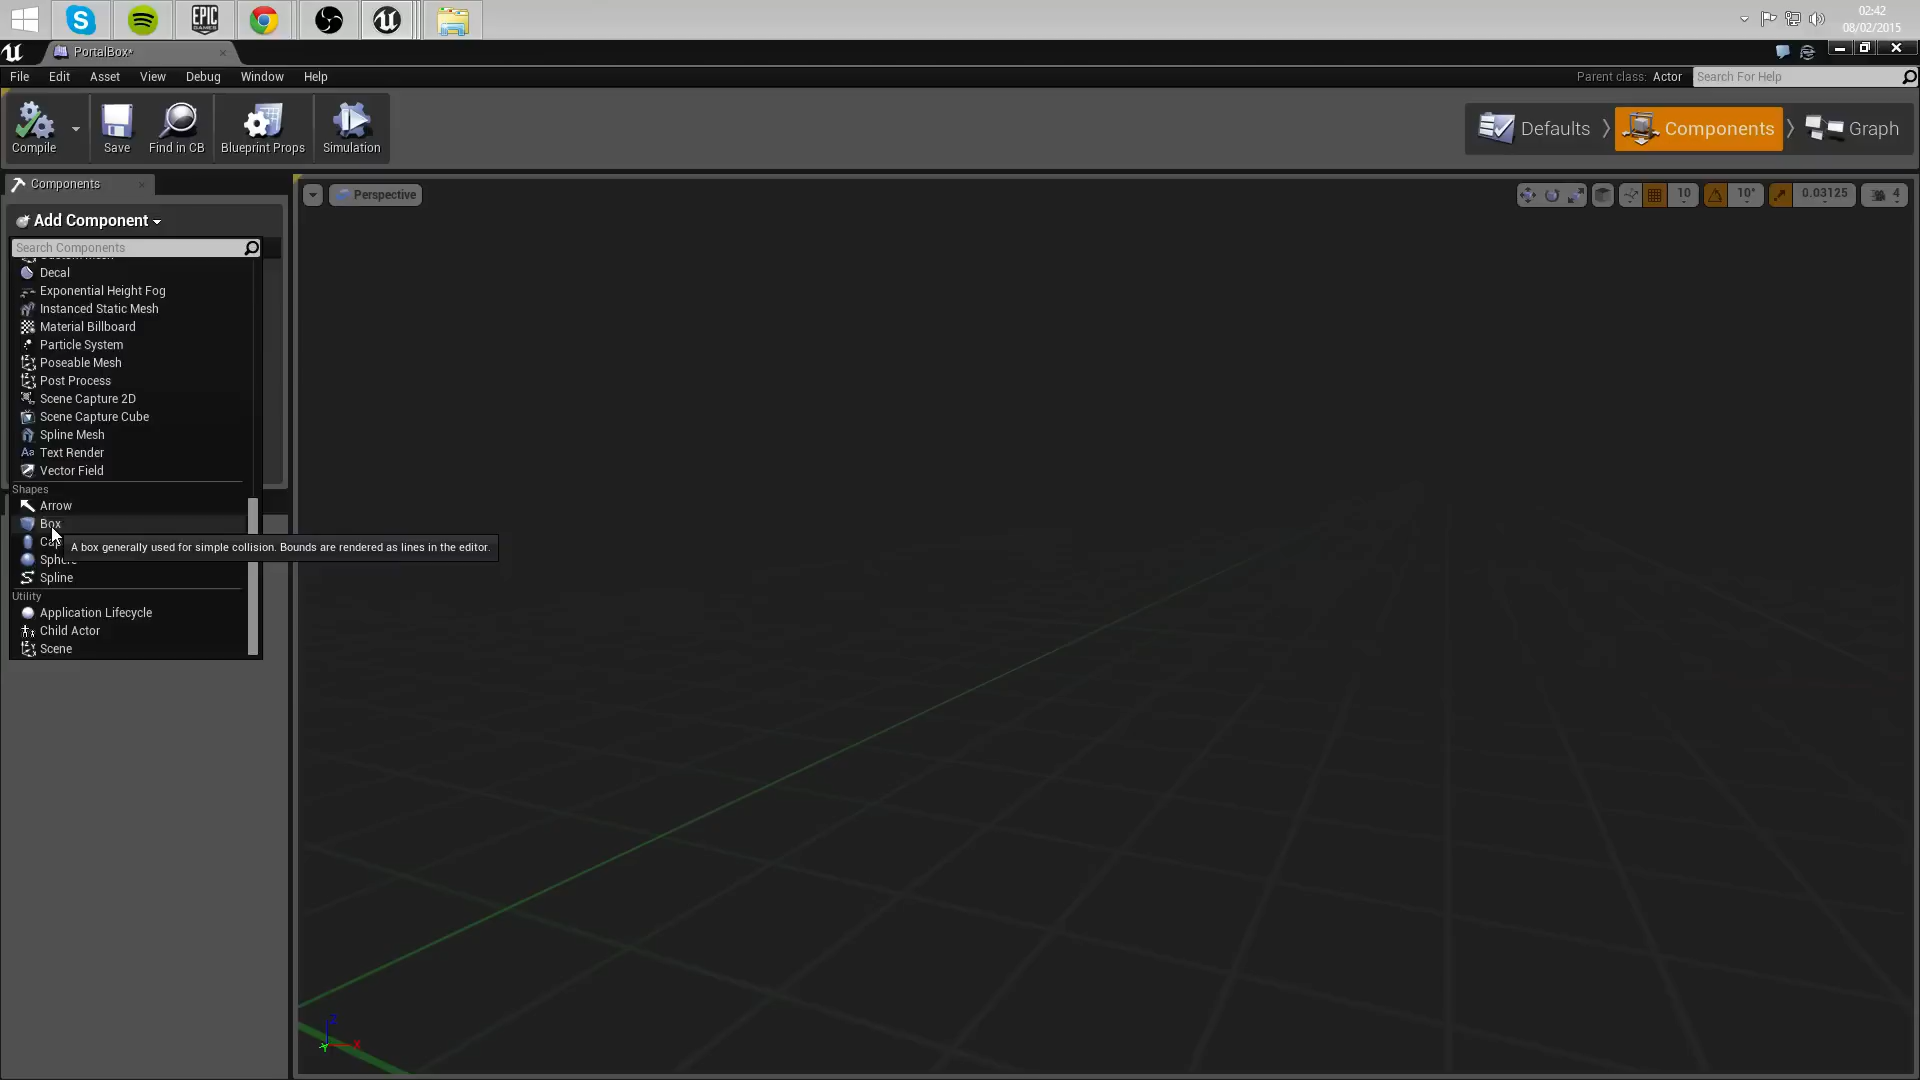 02:42
08/02/2015
EPIC
GAMES
PortalBox*
File Edit Asset View Debug Window Help
Parent class: Actor
Search For Help
Compile
Save
Find in CB
Blueprint Props
Simulation
Defaults
Components
Graph
Components
Perspective
10
10°
0.03125
4
Add Component
Search Components
Decal
Exponential Height Fog
Instanced Static Mesh
Material Billboard
Particle System
Poseable Mesh
Post Process
Scene Capture 2D
Scene Capture Cube
Spline Mesh
Aa Text Render
Vector Field
Shapes
Arrow
Box
A box generally used for simple collision. Bounds are rendered as lines in the editor.
Sphere
Spline
Utility
Application Lifecycle
Child Actor
Scene
Z
Y
X